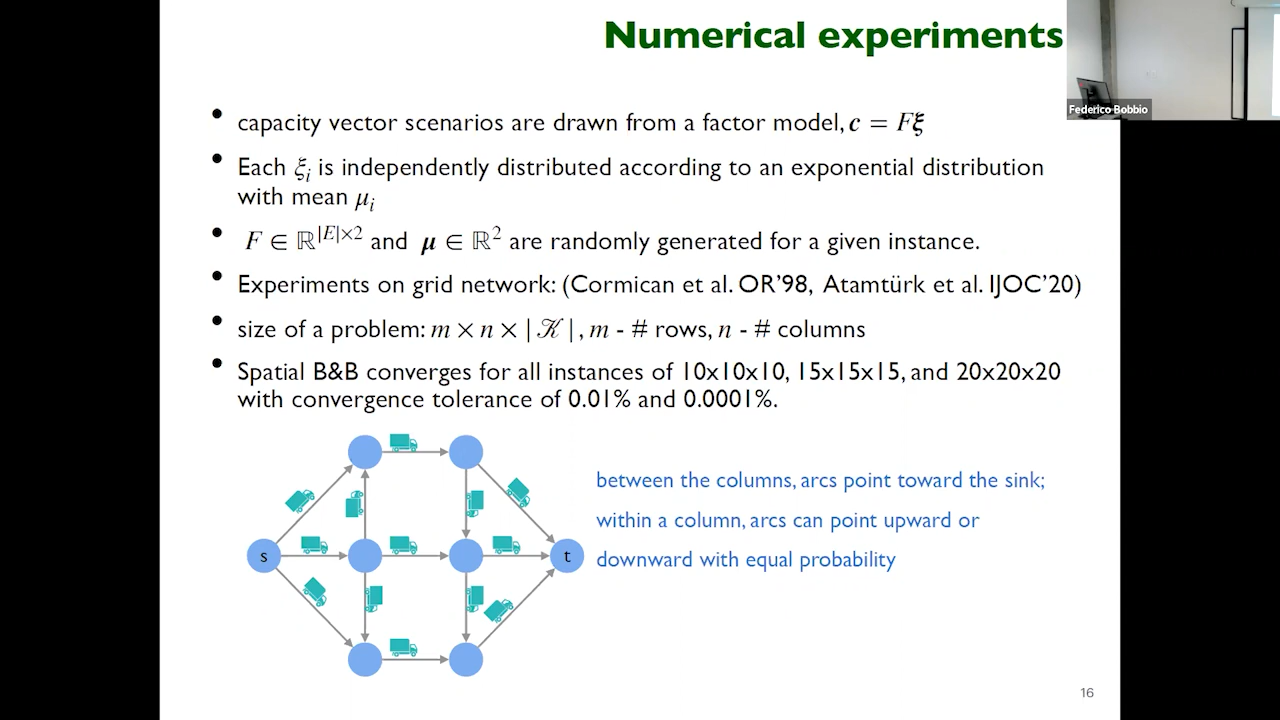 Numerical experiments
Federico Bobbio
• capacity vector scenarios are drawn from a factor model, c = Fξ
• Each ξᵢ is independently distributed according to an exponential distribution
with mean μᵢ
• F ∈ ℝ^{|E|×2} and μ ∈ ℝ² are randomly generated for a given instance.
• Experiments on grid network: (Cormican et al. OR'98, Atamtürk et al. IJOC'20)
• size of a problem: m × n × |𝒦|, m - # rows, n - # columns
• Spatial B&B converges for all instances of 10x10x10, 15x15x15, and 20x20x20
with convergence tolerance of 0.01% and 0.0001%.
between the columns, arcs point toward the sink;
within a column, arcs can point upward or
downward with equal probability
s
t
16